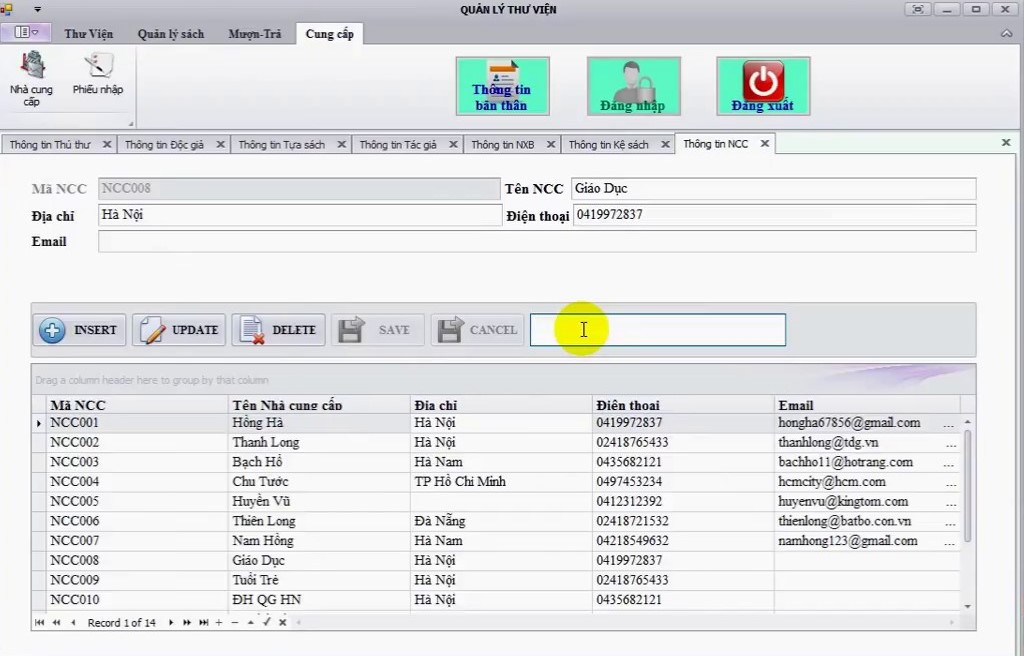 QUẢN LÝ THƯ VIỆN
Thư Viện Quản lý sách Mượn-Trả Cung cấp
Nhà cung cấp
Phiếu nhập
Thông tin bản thân
Đăng nhập
Đăng xuất
Thông tin Thủ thư Thông tin Độc giả Thông tin Tựa sách Thông tin Tác giả Thông tin NXB Thông tin Kệ sách Thông tin NCC
Mã NCC NCC008 Tên NCC Giáo Dục
Địa chỉ Hà Nội Điện thoại 0419972837
Email
INSERT UPDATE DELETE SAVE CANCEL
Drag a column header here to group by that column
Mã NCC Tên Nhà cung cấp Địa chỉ Điện thoại Email
NCC001 Hồng Hà Hà Nội 0419972837 hongha67856@gmail.com ...
NCC002 Thanh Long Hà Nội 02418765433 thanhlong@tdg.vn ...
NCC003 Bạch Hổ Hà Nam 0435682121 bachho11@hotrang.com ...
NCC004 Chu Tước TP Hồ Chí Minh 0497453234 hcmcity@hcm.com ...
NCC005 Huyền Vũ 0412312392 huyenvu@kingtom.com ...
NCC006 Thiên Long Đà Nẵng 02418721532 thienlong@batbo.con.vn ...
NCC007 Nam Hồng Hà Nam 04218549632 namhong123@gmail.com ...
NCC008 Giáo Dục Hà Nội 0419972837
NCC009 Tuổi Trẻ Hà Nội 02418765433
NCC010 ĐH QG HN Hà Nội 0435682121
Record 1 of 14